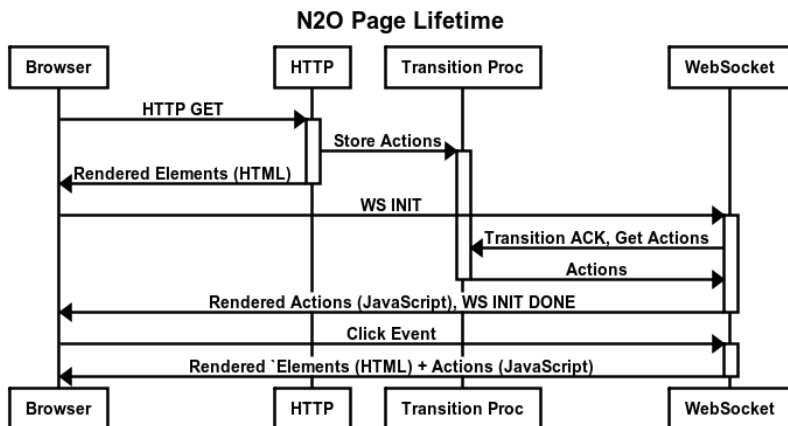 N2O Page Lifetime
Browser
HTTP
Transition Proc
WebSocket
HTTP GET
Store Actions
Rendered Elements (HTML)
WS INIT
Transition ACK, Get Actions
Actions
Rendered Actions (JavaScript), WS INIT DONE
Click Event
Rendered `Elements (HTML) + Actions (JavaScript)
Browser
HTTP
Transition Proc
WebSocket